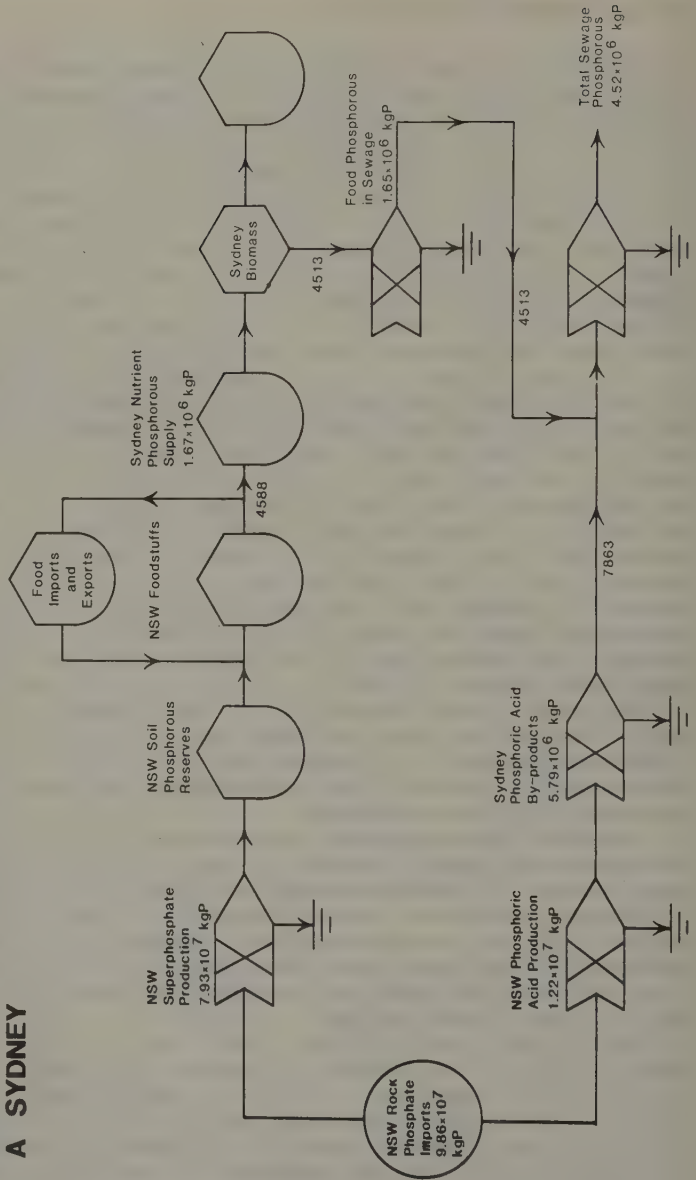 A SYDNEY
NSW Rock
Phosphate
Imports
9.86×10⁷
kgP
NSW
Superphosphate
Production
7.93×10⁷ kgP
NSW Soil
Phosphorous
Reserves
Food
Imports
and
Exports
NSW Foodstuffs
4588
Sydney Nutrient
Phosphorous
Supply
1.67×10⁶ kgP
Sydney
Biomass
4513
Food Phosphorous
in Sewage
1.65×10⁶ kgP
4513
NSW Phosphoric
Acid Production
1.22×10⁷ kgP
Sydney
Phosphoric Acid
By-products
5.79×10⁶ kgP
7863
Total Sewage
Phosphorous
4.52×10⁶ kgP